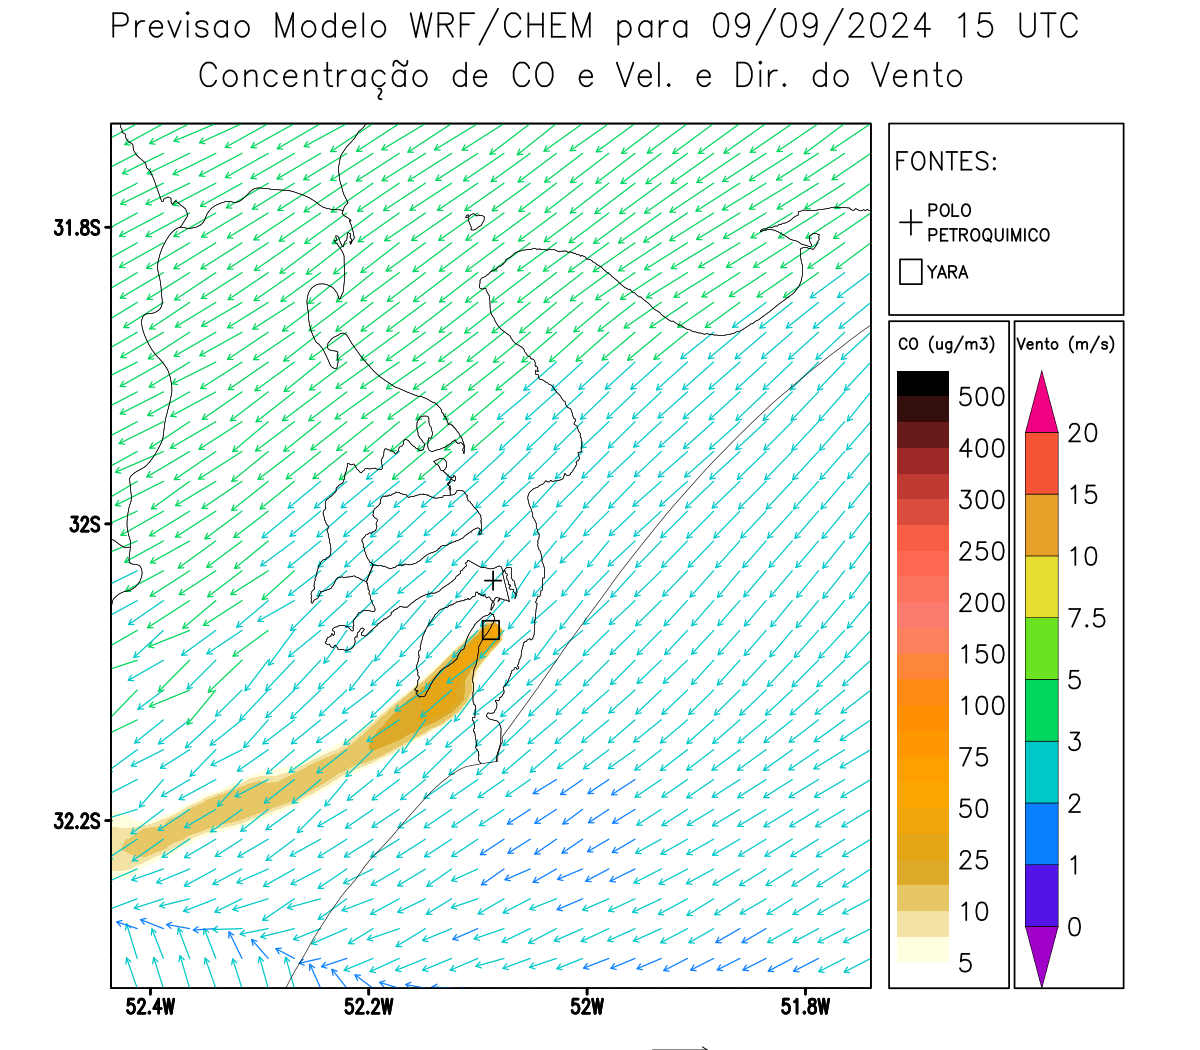 Previsao Modelo WRF/CHEM para 09/09/2024 15 UTC
Concentração de CO e Vel. e Dir. do Vento
FONTES:
POLO
PETROQUIMICO
YARA
CO (ug/m3)
500
400
300
250
200
150
100
75
50
25
10
5
Vento (m/s)
20
15
10
7.5
5
3
2
1
0
31.8S
32S
32.2S
52.4W
52.2W
52W
51.8W